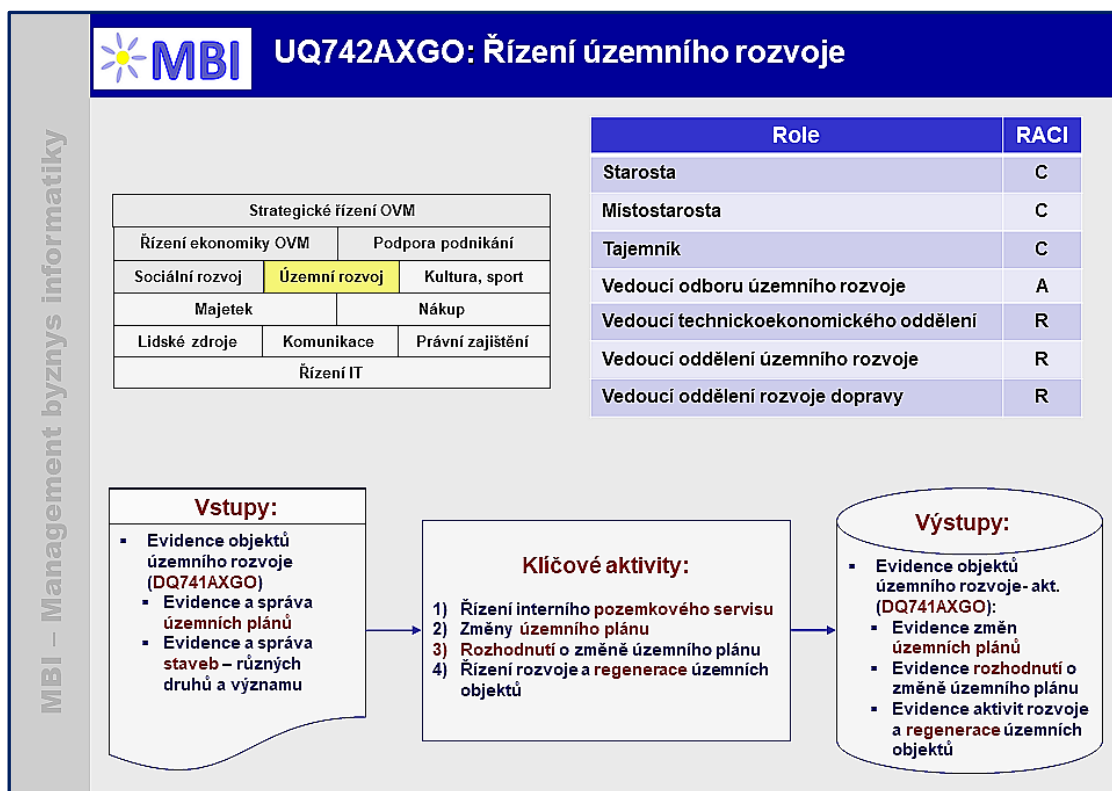 MBI
UQ742AXGO: Řízení územního rozvoje
MBI – Management byznys informatiky
Role RACI
Starosta C
Místostarosta C
Tajemník C
Vedoucí odboru územního rozvoje A
Vedoucí technickoekonomického oddělení R
Vedoucí oddělení územního rozvoje R
Vedoucí oddělení rozvoje dopravy R
Strategické řízení OVM
Řízení ekonomiky OVM Podpora podnikání
Sociální rozvoj Územní rozvoj Kultura, sport
Majetek Nákup
Lidské zdroje Komunikace Právní zajištění
Řízení IT
Vstupy:
▪ Evidence objektů
územního rozvoje
(DQ741AXGO)
▪ Evidence a správa
územních plánů
▪ Evidence a správa
staveb – různých
druhů a významu
Klíčové aktivity:
1) Řízení interního pozemkového servisu
2) Změny územního plánu
3) Rozhodnutí o změně územního plánu
4) Řízení rozvoje a regenerace územních
objektů
Výstupy:
▪ Evidence objektů
územního rozvoje- akt.
(DQ741AXGO):
▪ Evidence změn
územních plánů
▪ Evidence rozhodnutí o
změně územního plánu
▪ Evidence aktivit rozvoje
a regenerace územních
objektů